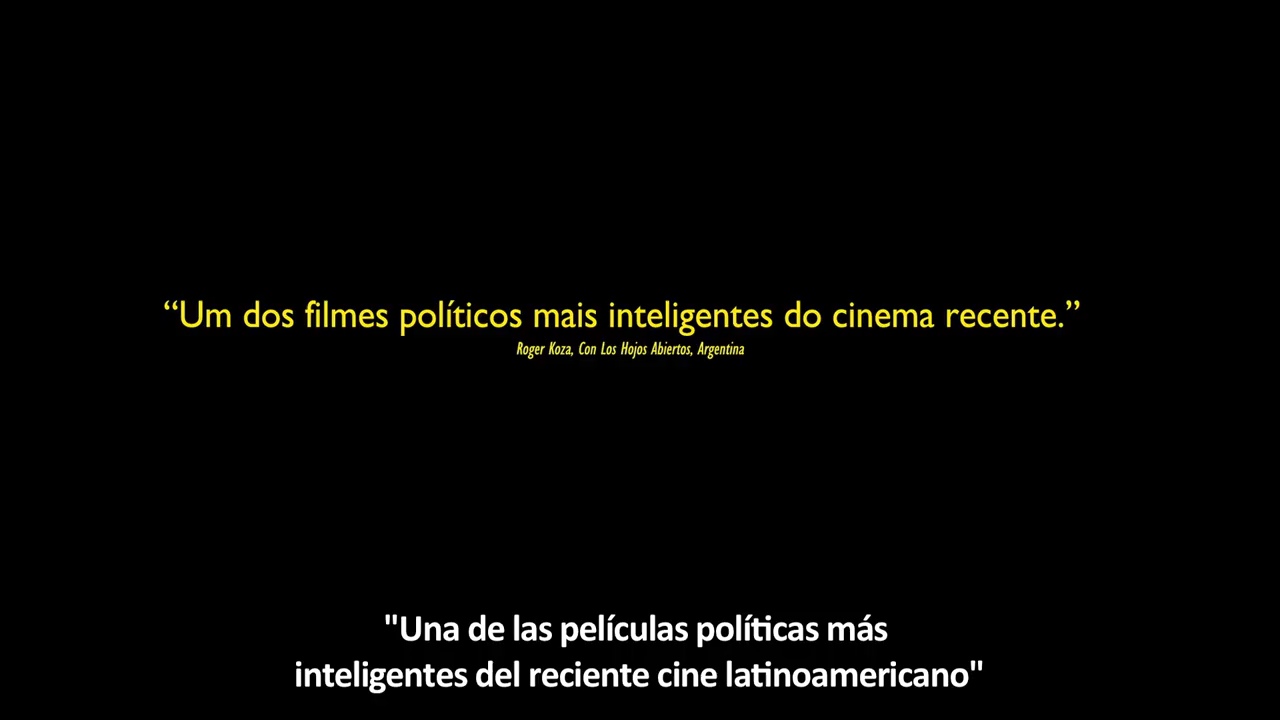 “Um dos filmes políticos mais inteligentes do cinema recente.”
Roger Koza, Con Los Hojos Abiertos, Argentina
"Una de las películas políticas más
inteligentes del reciente cine latinoamericano"